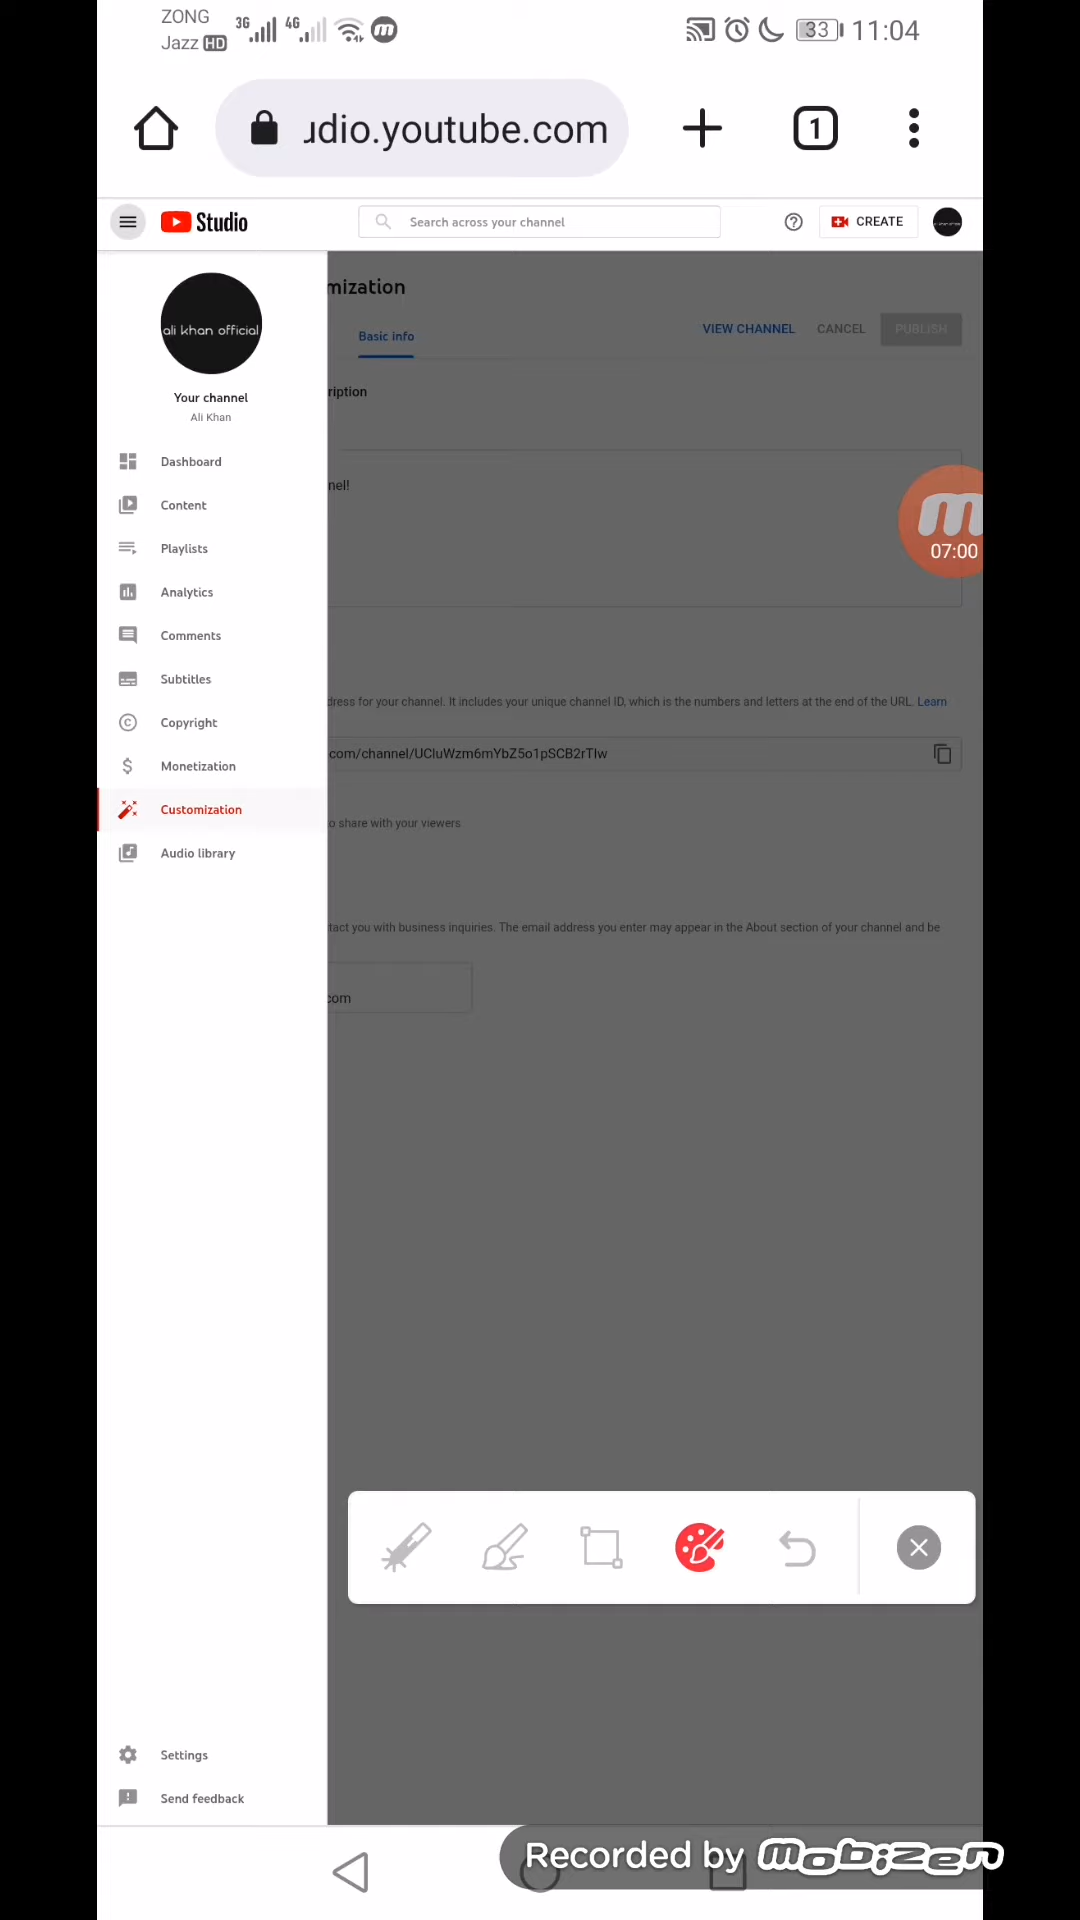 ZONG
Jazz HD
3G
4G
33
11:04
udio.youtube.com
1
Studio
Search across your channel
CREATE
ali khan official
Your channel
Ali Khan
Dashboard
Content
Playlists
Analytics
Comments
Subtitles
Copyright
Monetization
Customization
Audio library
Settings
Send feedback
mization
Basic info
VIEW CHANNEL
CANCEL
PUBLISH
ription
nel!
07:00
dress for your channel. It includes your unique channel ID, which is the numbers and letters at the end of the URL. Learn
com/channel/UCluWzm6mYbZ5o1pSCB2rTlw
o share with your viewers
tact you with business inquiries. The email address you enter may appear in the About section of your channel and be
com
Recorded by mobizen